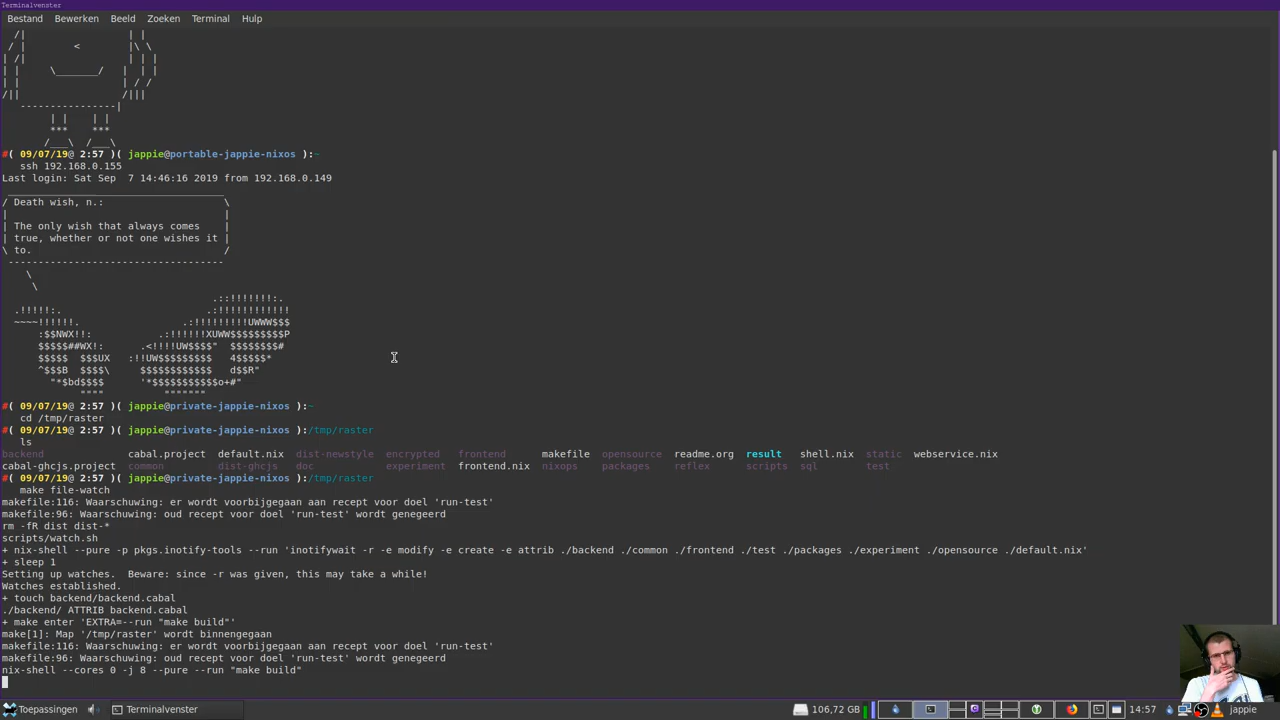 Terminalvenster
Bestand Bewerken Beeld Zoeken Terminal Hulp
#( 09/07/19@ 2:57 )( jappie@portable-jappie-nixos ):~
ssh 192.168.0.155
Last login: Sat Sep  7 14:46:16 2019 from 192.168.0.149
/ Death wish, n.: \
| |
| The only wish that always comes |
| true, whether or not one wishes it |
\ to. /
#( 09/07/19@ 2:57 )( jappie@private-jappie-nixos ):~
cd /tmp/raster
#( 09/07/19@ 2:57 )( jappie@private-jappie-nixos ):/tmp/raster
ls
backend cabal.project default.nix dist-newstyle encrypted frontend makefile opensource readme.org result shell.nix static webservice.nix
cabal-ghcjs.project common dist-ghcjs doc experiment frontend.nix nixops packages reflex scripts sql test
#( 09/07/19@ 2:57 )( jappie@private-jappie-nixos ):/tmp/raster
make file-watch
makefile:116: Waarschuwing: er wordt voorbijgegaan aan recept voor doel 'run-test'
makefile:96: Waarschuwing: oud recept voor doel 'run-test' wordt genegeerd
rm -fR dist dist-*
scripts/watch.sh
+ nix-shell --pure -p pkgs.inotify-tools --run 'inotifywait -r -e modify -e create -e attrib ./backend ./common ./frontend ./test ./packages ./experiment ./opensource ./default.nix'
+ sleep 1
Setting up watches.  Beware: since -r was given, this may take a while!
Watches established.
+ touch backend/backend.cabal
./backend/ ATTRIB backend.cabal
+ make enter 'EXTRA=--run "make build"'
make[1]: Map '/tmp/raster' wordt binnengegaan
makefile:116: Waarschuwing: er wordt voorbijgegaan aan recept voor doel 'run-test'
makefile:96: Waarschuwing: oud recept voor doel 'run-test' wordt genegeerd
nix-shell --cores 0 -j 8 --pure --run "make build"
Toepassingen Terminalvenster 106,72 GB 14:57 jappie